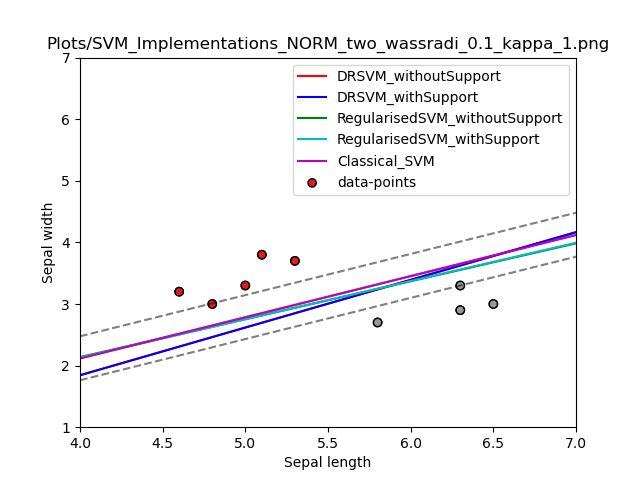 Plots/SVM_Implementations_NORM_two_wassradi_0.1_kappa_1.png
7
6
5
4
3
2
1
Sepal width
DRSVM_withoutSupport
DRSVM_withSupport
RegularisedSVM_withoutSupport
RegularisedSVM_withSupport
Classical_SVM
data-points
4.0 4.5 5.0 5.5 6.0 6.5 7.0
Sepal length